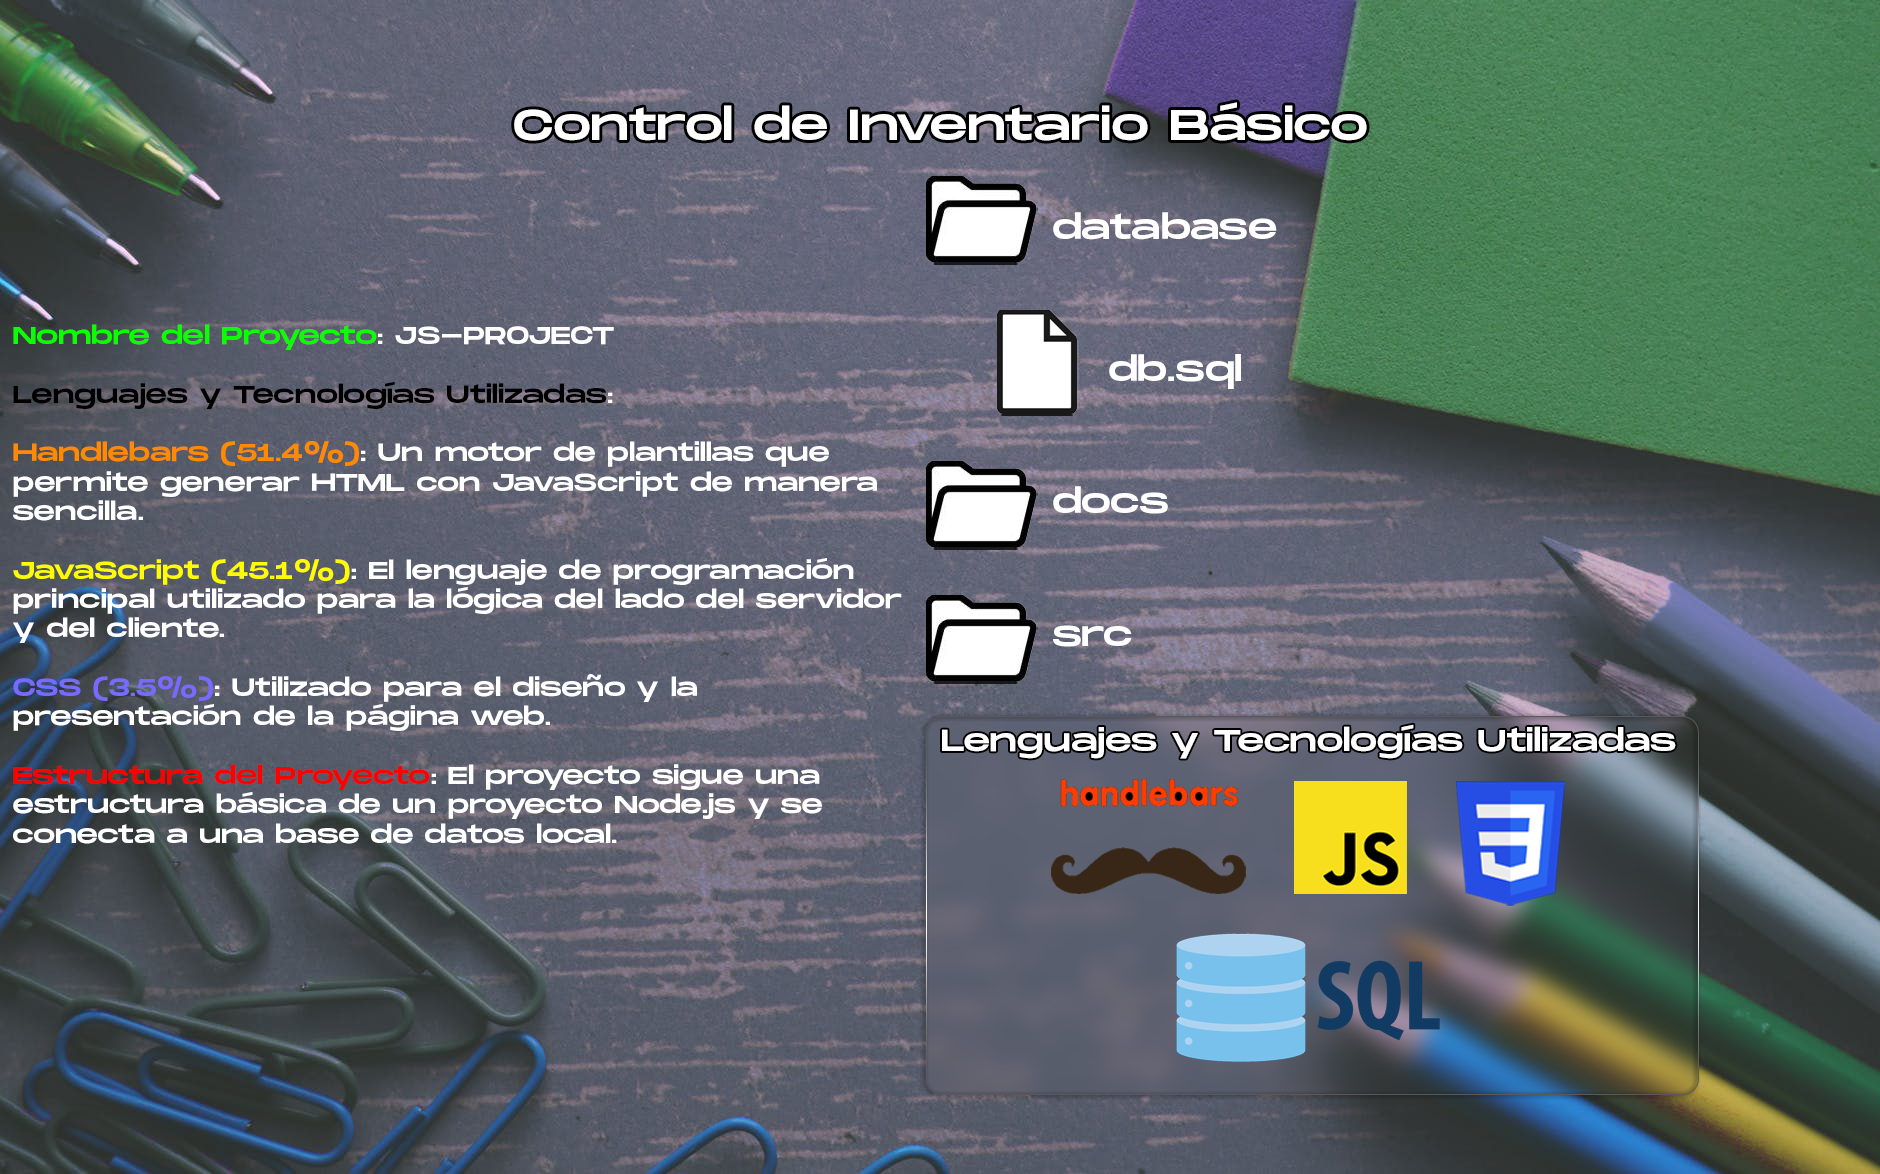 Control de Inventario Básico
Nombre del Proyecto: JS-PROJECT
Lenguajes y Tecnologías Utilizadas:
Handlebars (51.4%): Un motor de plantillas que
permite generar HTML con JavaScript de manera
sencilla.
JavaScript (45.1%): El lenguaje de programación
principal utilizado para la lógica del lado del servidor
y del cliente.
CSS (3.5%): Utilizado para el diseño y la
presentación de la página web.
Estructura del Proyecto: El proyecto sigue una
estructura básica de un proyecto Node.js y se
conecta a una base de datos local.
database
db.sql
docs
src
Lenguajes y Tecnologías Utilizadas
handlebars
JS
3
SQL